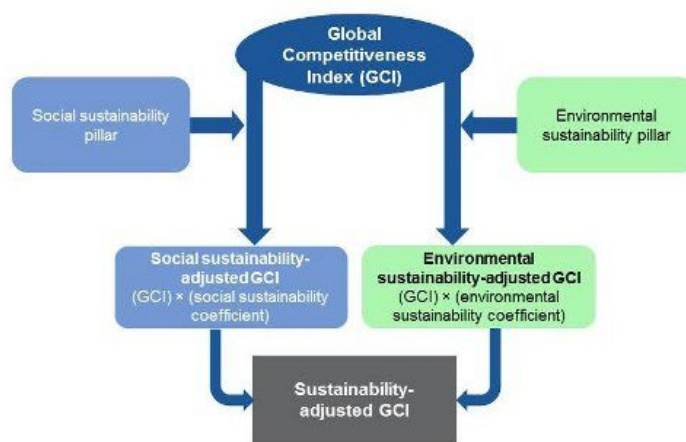 Global
Competitiveness
Index (GCI)
Social sustainability
pillar
Environmental
sustainability pillar
Social sustainability-
adjusted GCI
(GCI) × (social sustainability
coefficient)
Environmental
sustainability-adjusted GCI
(GCI) × (environmental
sustainability coefficient)
Sustainability-
adjusted GCI